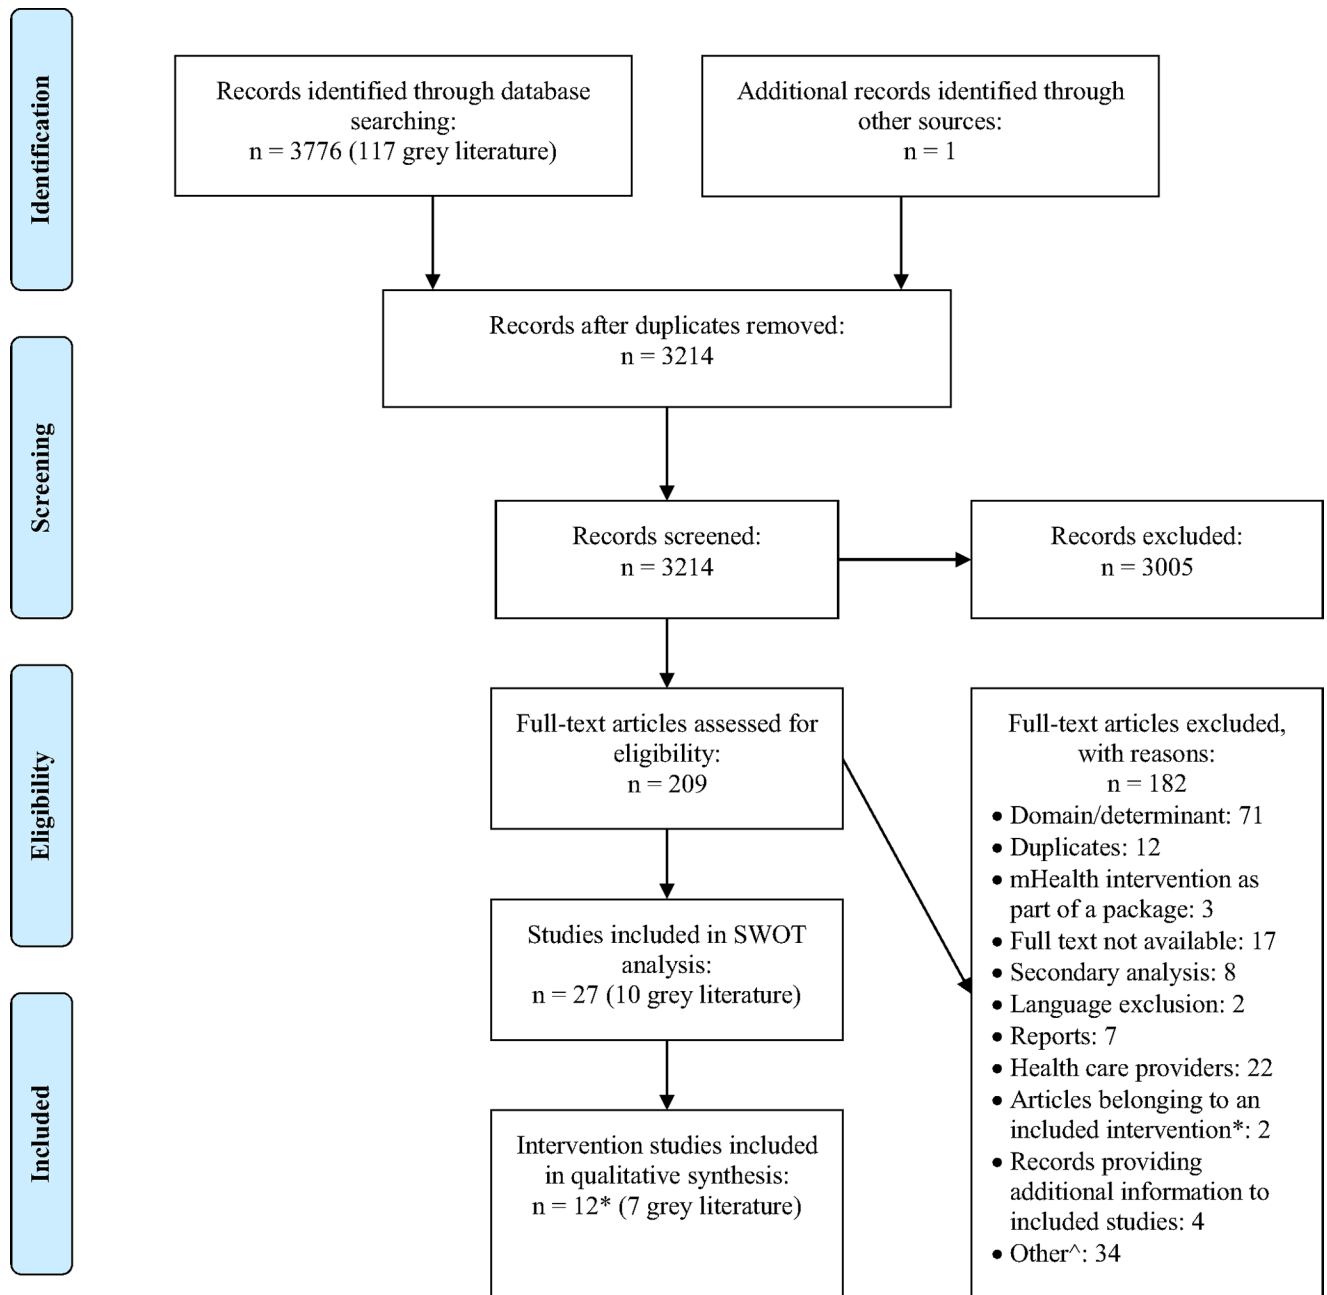 Identification
Records identified through database
searching:
n = 3776 (117 grey literature)
Additional records identified through
other sources:
n = 1
Records after duplicates removed:
n = 3214
Screening
Records screened:
n = 3214
Records excluded:
n = 3005
Eligibility
Full-text articles assessed for
eligibility:
n = 209
Full-text articles excluded,
with reasons:
n = 182
• Domain/determinant: 71
• Duplicates: 12
• mHealth intervention as
part of a package: 3
• Full text not available: 17
• Secondary analysis: 8
• Language exclusion: 2
• Reports: 7
• Health care providers: 22
• Articles belonging to an
included intervention*: 2
• Records providing
additional information to
included studies: 4
• Other^: 34
Studies included in SWOT
analysis:
n = 27 (10 grey literature)
Included
Intervention studies included
in qualitative synthesis:
n = 12* (7 grey literature)